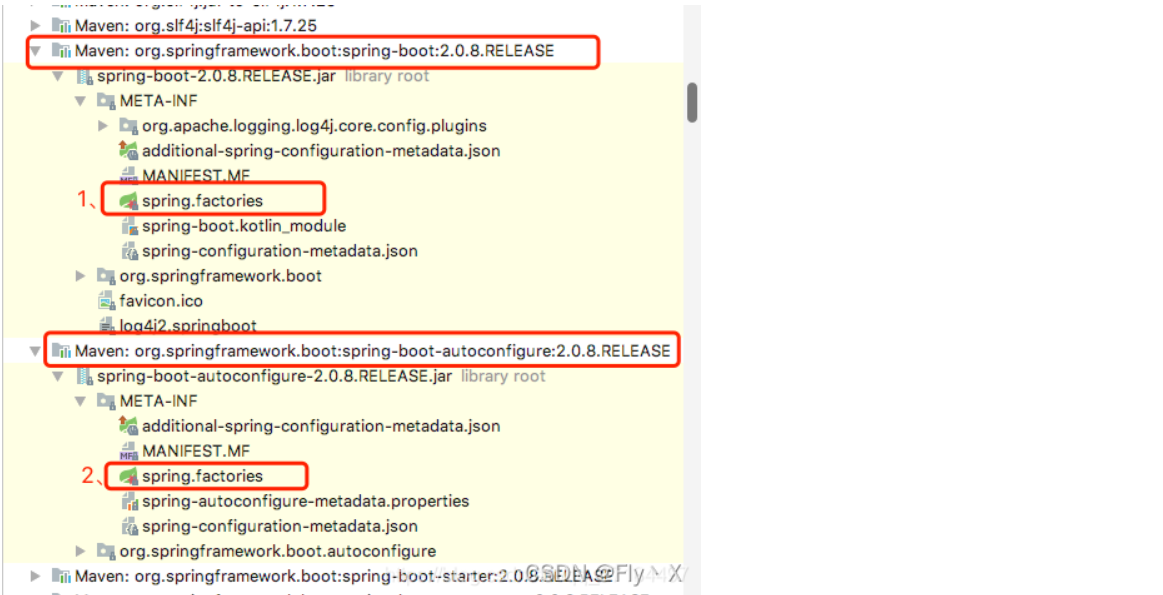 Maven: org.slf4j:slf4j-api:1.7.25
Maven: org.springframework.boot:spring-boot:2.0.8.RELEASE
spring-boot-2.0.8.RELEASE.jar library root
META-INF
org.apache.logging.log4j.core.config.plugins
additional-spring-configuration-metadata.json
MANIFEST.MF
1、 spring.factories
spring-boot.kotlin_module
spring-configuration-metadata.json
org.springframework.boot
favicon.ico
log4j2.springboot
Maven: org.springframework.boot:spring-boot-autoconfigure:2.0.8.RELEASE
spring-boot-autoconfigure-2.0.8.RELEASE.jar library root
META-INF
additional-spring-configuration-metadata.json
MANIFEST.MF
2、 spring.factories
spring-autoconfigure-metadata.properties
spring-configuration-metadata.json
org.springframework.boot.autoconfigure
Maven: org.springframework.boot:spring-boot-starter:2.0.8.RELEASE
CSDN @Fly丶X